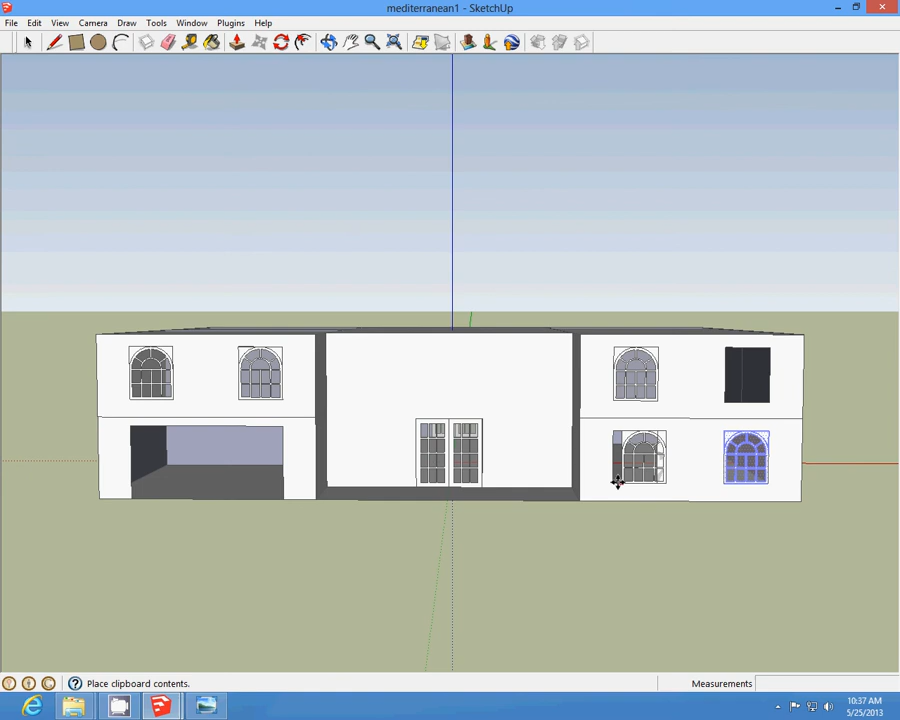 mediterranean1 - SketchUp
File Edit View Camera Draw Tools Window Plugins Help
Place clipboard contents.
Measurements
10:37 AM
5/25/2013